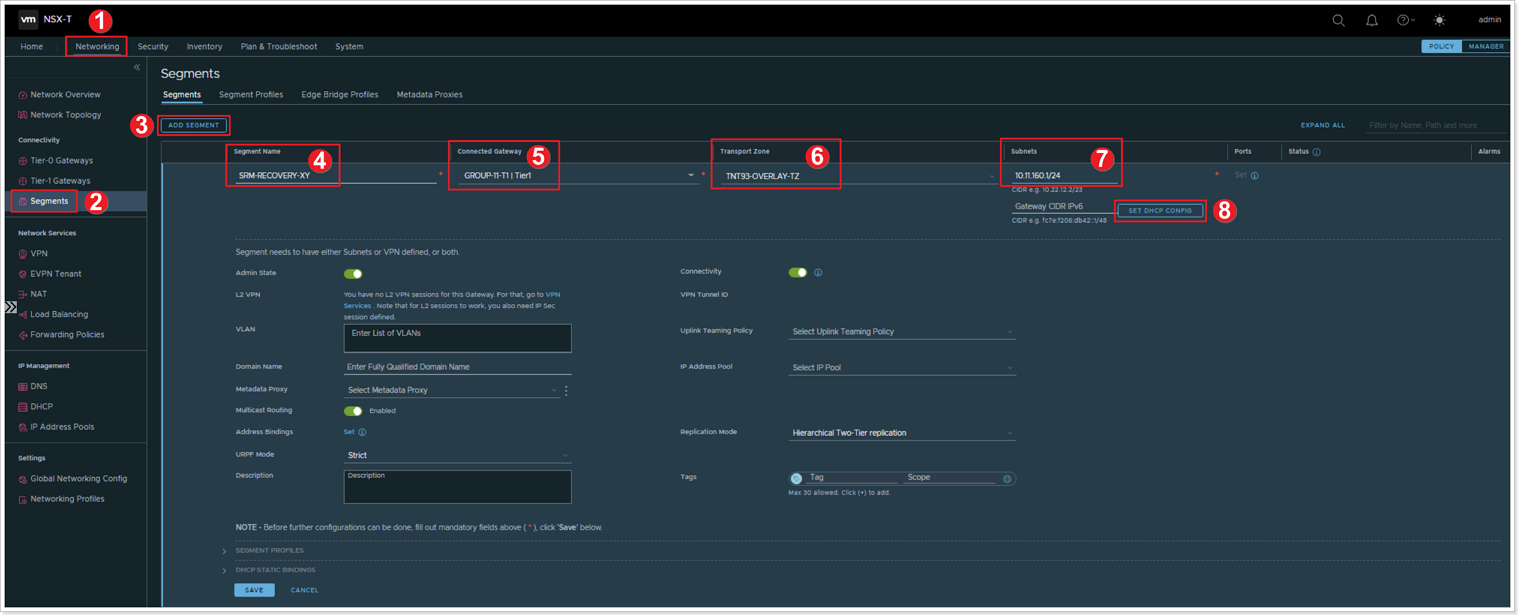 vm NSX-T
1
admin
Home Networking Security Inventory Plan & Troubleshoot System
POLICY MANAGER
Network Overview
Network Topology
Connectivity
Tier-0 Gateways
Tier-1 Gateways
Segments
2
Network Services
VPN
EVPN Tenant
NAT
Load Balancing
Forwarding Policies
IP Management
DNS
DHCP
IP Address Pools
Settings
Global Networking Config
Networking Profiles
Segments
Segments Segment Profiles Edge Bridge Profiles Metadata Proxies
3 ADD SEGMENT
EXPAND ALL Filter by Name, Path and more
Segment Name 4 Connected Gateway 5 Transport Zone 6 Subnets 7 Ports Status Alarms
SRM-RECOVERY-XY * GROUP-11-T1 | Tier1 * TNT93-OVERLAY-TZ 10.11.160.1/24 * Set
CIDR e.g. 10.22.12.2/23
Gateway CIDR IPv6 SET DHCP CONFIG 8
CIDR e.g. fc7e:f206:db42::1/48
Segment needs to have either Subnets or VPN defined, or both.
Admin State
Connectivity
L2 VPN You have no L2 VPN sessions for this Gateway. For that, go to VPN
Services . Note that for L2 sessions to work, you also need IP Sec
session defined.
VPN Tunnel ID
VLAN Enter List of VLANs
Uplink Teaming Policy Select Uplink Teaming Policy
Domain Name Enter Fully Qualified Domain Name
IP Address Pool Select IP Pool
Metadata Proxy Select Metadata Proxy
Multicast Routing Enabled
Address Bindings Set
Replication Mode Hierarchical Two-Tier replication
URPF Mode Strict
Description Description
Tags Tag Scope
Max 30 allowed. Click (+) to add.
NOTE - Before further configurations can be done, fill out mandatory fields above ( * ), click 'Save' below.
SEGMENT PROFILES
DHCP STATIC BINDINGS
SAVE CANCEL